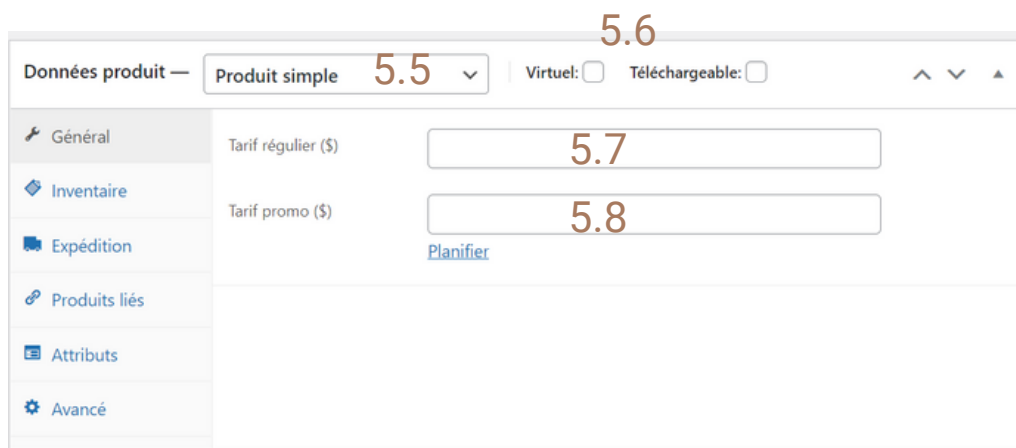 5.6
Données produit — Produit simple 5.5 Virtuel: Téléchargeable:
Général
Tarif régulier ($) 5.7
Inventaire
Tarif promo ($) 5.8
Expédition
Planifier
Produits liés
Attributs
Avancé